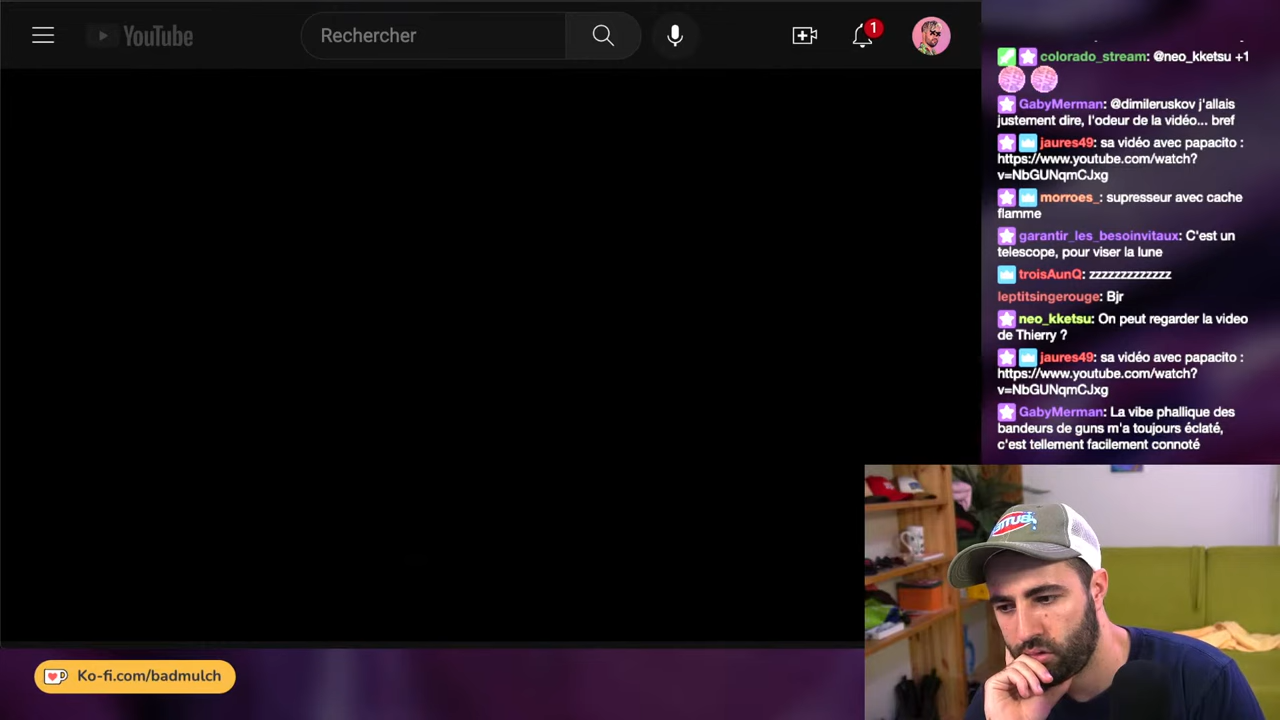 YouTube
Rechercher
1
colorado_stream: @neo_kketsu +1
GabyMerman: @dimileruskov j'allais
justement dire, l'odeur de la vidéo... bref
jaures49: sa vidéo avec papacito :
https://www.youtube.com/watch?
v=NbGUNqmCJxg
morroes_: supresseur avec cache
flamme
garantir_les_besoinvitaux: C'est un
telescope, pour viser la lune
troisAunQ: zzzzzzzzzzzzz
leptitsingerouge: Bjr
neo_kketsu: On peut regarder la video
de Thierry ?
jaures49: sa vidéo avec papacito :
https://www.youtube.com/watch?
v=NbGUNqmCJxg
GabyMerman: La vibe phallique des
bandeurs de guns m'a toujours éclaté,
c'est tellement facilement connoté
Ko-fi.com/badmulch